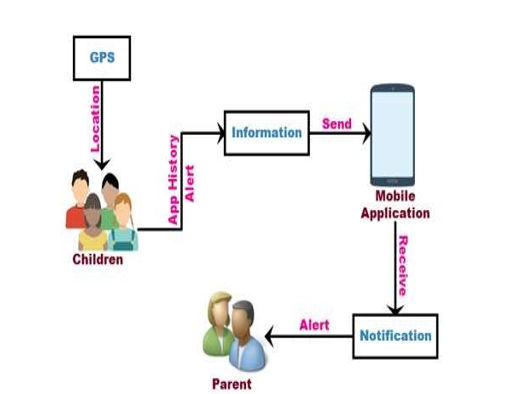 GPS
Location
Children
App History
Alert
Information
Send
Mobile
Application
Receive
Notification
Alert
Parent